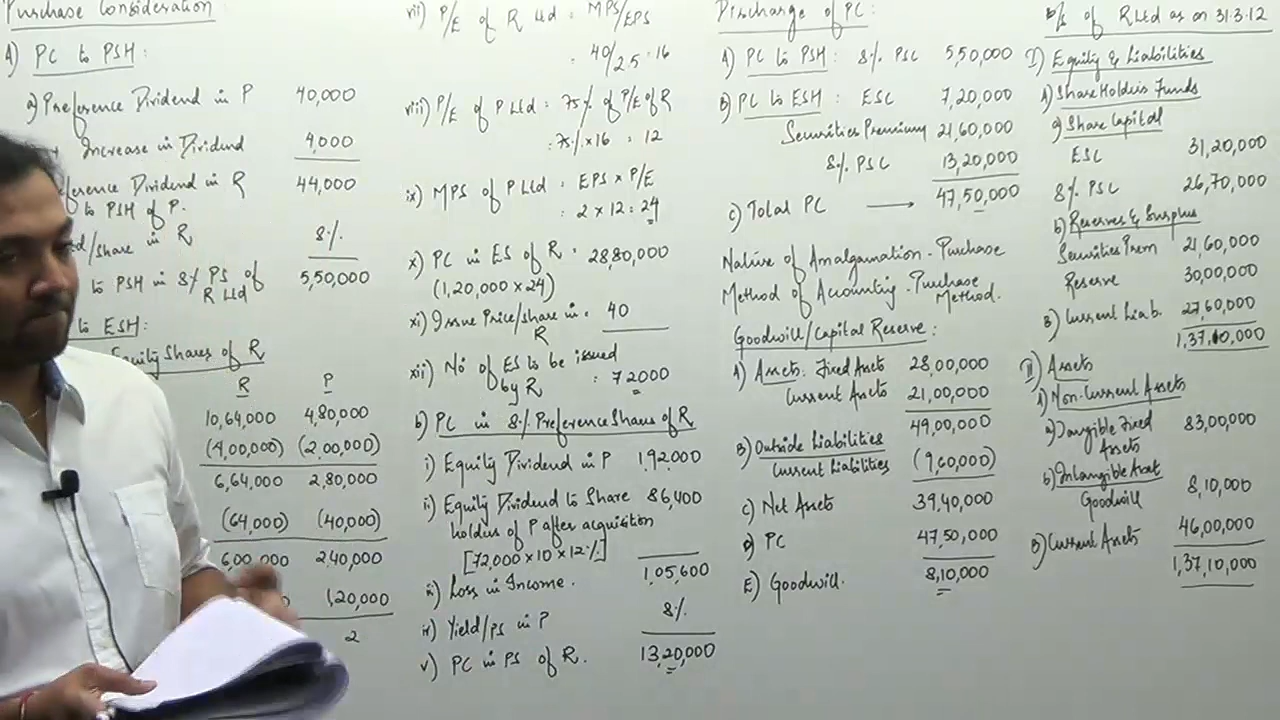 Purchase Consideration
A) PC to PSH:
a) Preference Dividend in P 40,000
Increase in Dividend 4,000
Dividend in R 44,000
to PSH of P.
/share in R 8%
to PSH in 8% PS of R Ltd 5,50,000
to ESH:
Equity Shares of R
R P
10,64,000 4,80,000
(4,00,000) (2,00,000)
6,64,000 2,80,000
(64,000) (40,000)
6,00,000 2,40,000
1,20,000
2
vii) P/E of R Ltd = MPS/EPS
= 40/2.5 = 16
viii) P/E of P Ltd = 75% of P/E of R
= 75% × 16 = 12
ix) MPS of P Ltd = EPS × P/E
= 2 × 12 = 24
x) PC in ES of R = 28,80,000
(1,20,000 × 24)
xi) Issue Price/share in R = 40
xii) No of ES to be issued by R = 72000
b) PC in 8% Preference Shares of R
i) Equity Dividend in P 1,92,000
ii) Equity Dividend to Share 86,400
holders of P after acquisition
[72,000 × 10 × 12%]
iii) Loss in Income. 1,05,600
iv) Yield/PS in P 8%
v) PC in PS of R. 13,20,000
Discharge of PC:
A) PC to PSH: 8% PSC 5,50,000
B) PC to ESH: ESC 7,20,000
Securities Premium 21,60,000
8% PSC 13,20,000
C) Total PC → 47,50,000
Nature of Amalgamation - Purchase
Method of Accounting - Purchase Method.
Goodwill/Capital Reserve:
A) Assets: Fixed Assets 28,00,000
Current Assets 21,00,000
49,00,000
B) Outside Liabilities
Current Liabilities (9,60,000)
C) Net Assets 39,40,000
D) PC 47,50,000
E) Goodwill. 8,10,000
B/S of R Ltd as on 31.3.12
I) Equity & Liabilities
A) Share Holders Funds
a) Share Capital
ESC 31,20,000
8% PSC 26,70,000
b) Reserves & Surplus
Securities Prem 21,60,000
Reserve 30,00,000
B) Current Liab. 27,60,000
1,37,10,000
II) Assets
A) Non-Current Assets
a) Tangible Fixed Assets 83,00,000
b) Intangible Asset
Goodwill 8,10,000
B) Current Assets 46,00,000
1,37,10,000